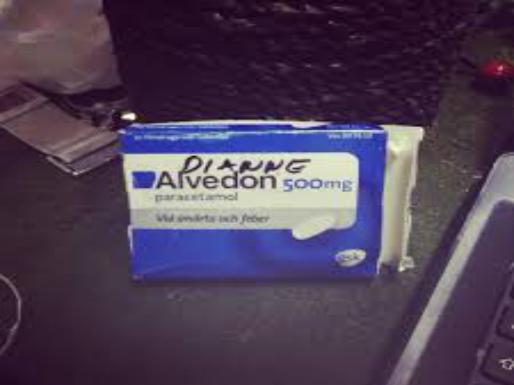 DIANNE
Alvedon 500mg
paracetamol
Vid smärta och feber
gsk